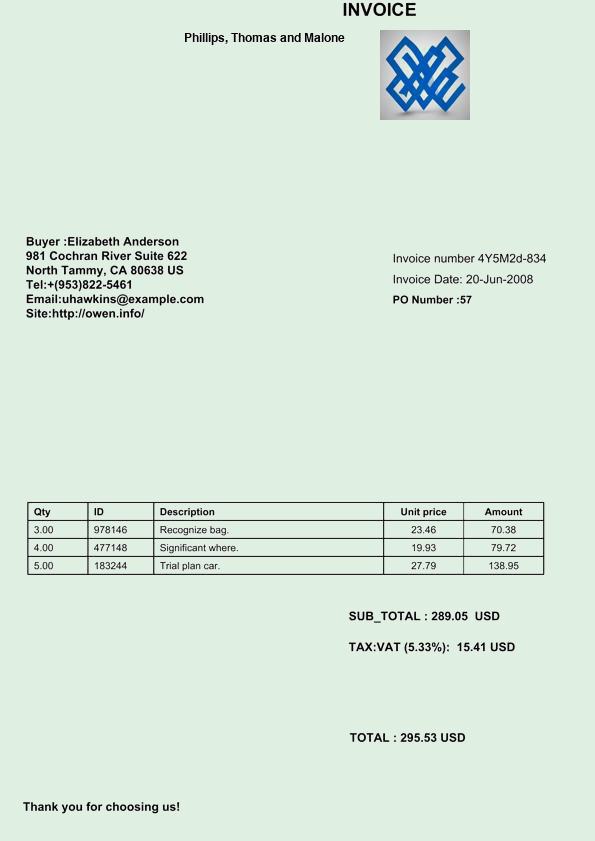 INVOICE
Phillips, Thomas and Malone
Buyer :Elizabeth Anderson
981 Cochran River Suite 622
North Tammy, CA 80638 US
Tel:+(953)822-5461
Email:uhawkins@example.com
Site:http://owen.info/
Invoice number 4Y5M2d-834
Invoice Date: 20-Jun-2008
PO Number :57
Qty ID Description Unit price Amount
3.00 978146 Recognize bag. 23.46 70.38
4.00 477148 Significant where. 19.93 79.72
5.00 183244 Trial plan car. 27.79 138.95
SUB_TOTAL : 289.05 USD
TAX:VAT (5.33%): 15.41 USD
TOTAL : 295.53 USD
Thank you for choosing us!